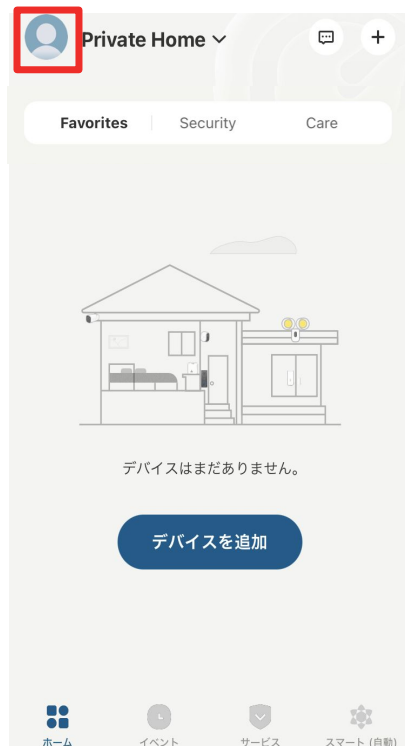 Private Home
Favorites
Security
Care
デバイスはまだありません。
デバイスを追加
ホーム
イベント
サービス
スマート (自動)